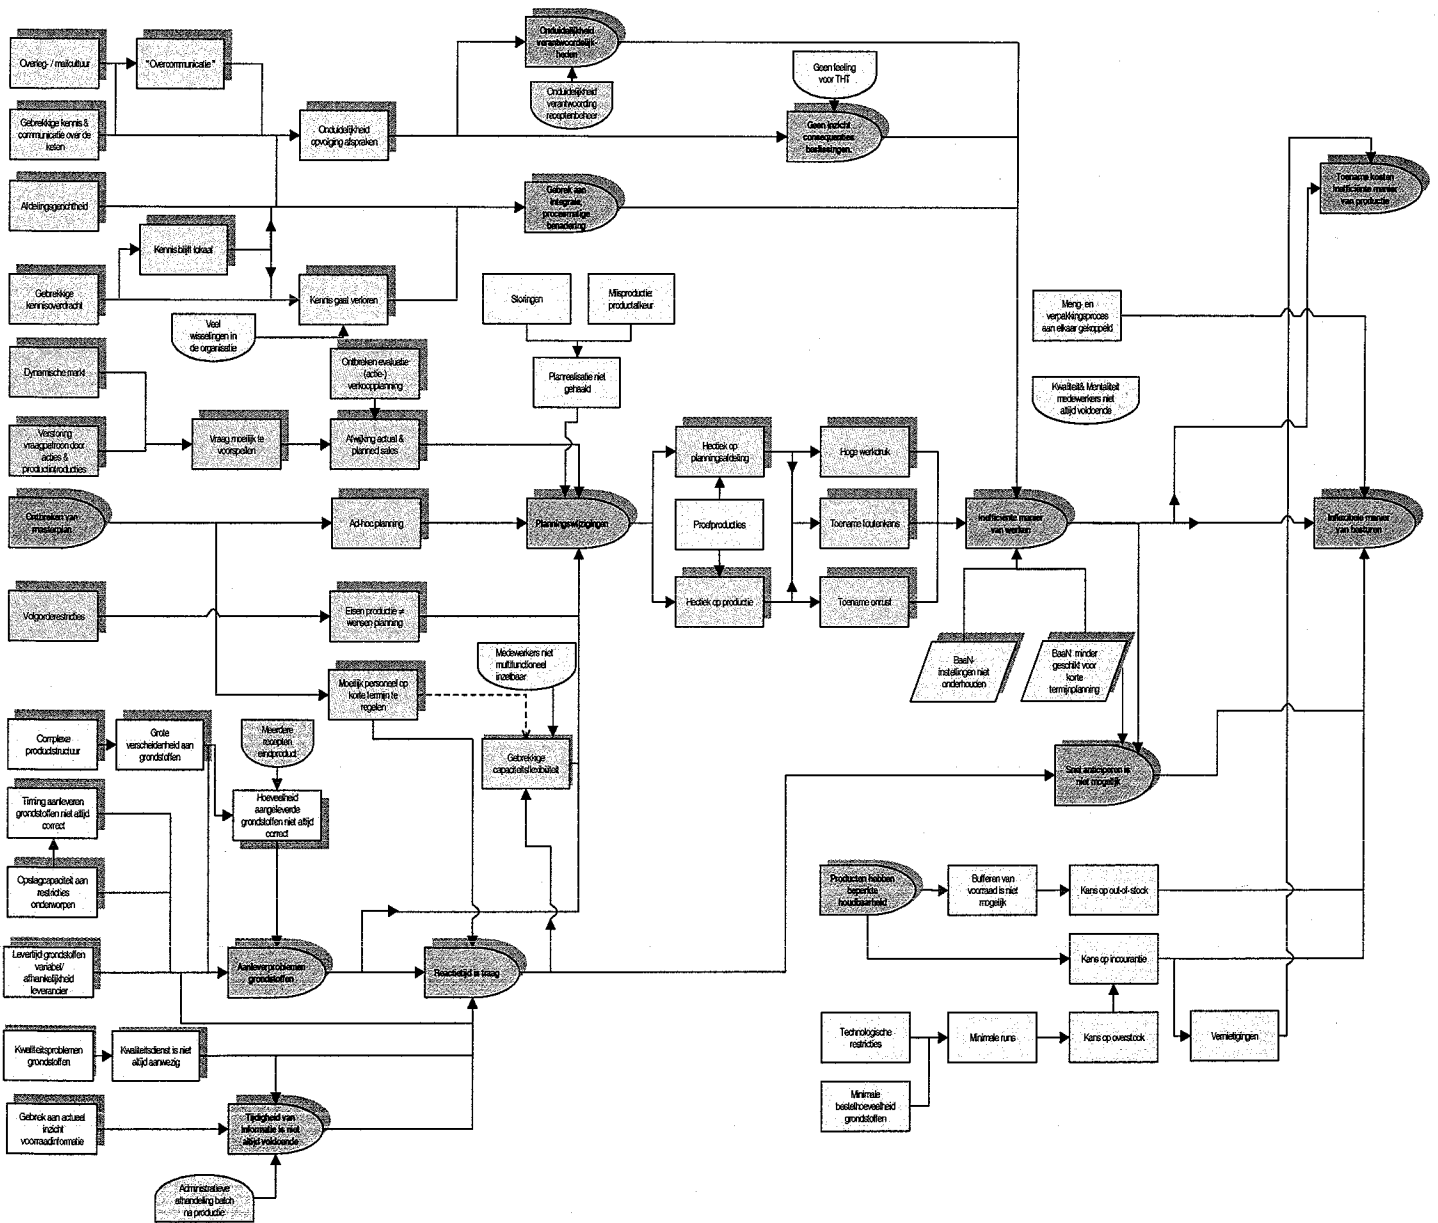 Overleg- / mailcultuur
"Overcommunicatie"
Gebrekkige kennis &
communicatie over de
keten
Onduidelijkheid
opvolging afspraken
Onduidelijkheid
verantwoordelijk
heden
Onduidelijkheid
verantwoording
receptenbeheer
Geen feeling
voor THT
Geen inzicht
consequenties
beslissingen.
Afdelingsgerichtheid
Gebrek aan
integrale,
procesmatige
benadering
Kennis blijft lokaal
Gebrekkige
kennisoverdracht
Kennis gaat verloren
Veel
wisselingen in
de organisatie
Storingen
Misproductie:
productafkeur
Planrealisatie niet
gehaald
Toename kosten
Inefficiënte manier
van productie
Meng- en
verpakkingsproces
aan elkaar gekoppeld
Kwaliteit& Mentaliteit
medewerkers niet
altijd voldoende
Dynamische markt
Ontbreken evaluatie
(actie-)
verkoopplanning
Verstoring
vraagpatroon door
acties &
productintroducties
Vraag moeilijk te
voorspellen
Afwijking actual &
planned sales
Hectiek op
planningsafdeling
Hoge werkdruk
Ontbreken van
masterplan
Ad-hoc planning
Planningswijzigingen
Proefproducties
Toename foutenkans
Inefficiënte manier
van werken
Inflexibele manier
van besturen
Volgorderestricties
Eisen productie ≠
wensen planning
Hectiek op productie
Toename onrust
Medewerkers niet
multifunctioneel
inzetbaar
BaaN-
instellingen niet
onderhouden
BaaN minder
geschikt voor
korte
termijnplanning
Moeilijk personeel op
korte termijn te
regelen
Complexe
productstructuur
Grote
verscheidenheid aan
grondstoffen
Meerdere
recepten
eindproduct
Gebrekkige
capaciteitsflexibiliteit
Snel anticiperen is
niet mogelijk
Timing aanleveren
grondstoffen niet altijd
correct
Hoeveelheid
aangeleverde
grondstoffen niet altijd
correct
Opslagcapaciteit aan
restricties
onderworpen
Producten hebben
beperkte
houdbaarheid
Bufferen van
voorraad is niet
mogelijk
Kans op out-of-stock
Levertijd grondstoffen
variabel/
afhankelijkheid
leverancier
Aanleverproblemen
grondstoffen
Reactietijd is traag
Kans op incourantie
Technologische
restricties
Minimale runs
Kans op overstock
Vernietigingen
Kwaliteitsproblemen
grondstoffen
Kwaliteitsdienst is niet
altijd aanwezig
Minimale
bestelhoeveelheid
grondstoffen
Gebrek aan actueel
inzicht
voorraadinformatie
Tijdigheid van
informatie is niet
altijd voldoende
Administratieve
afhandeling batch
na productie